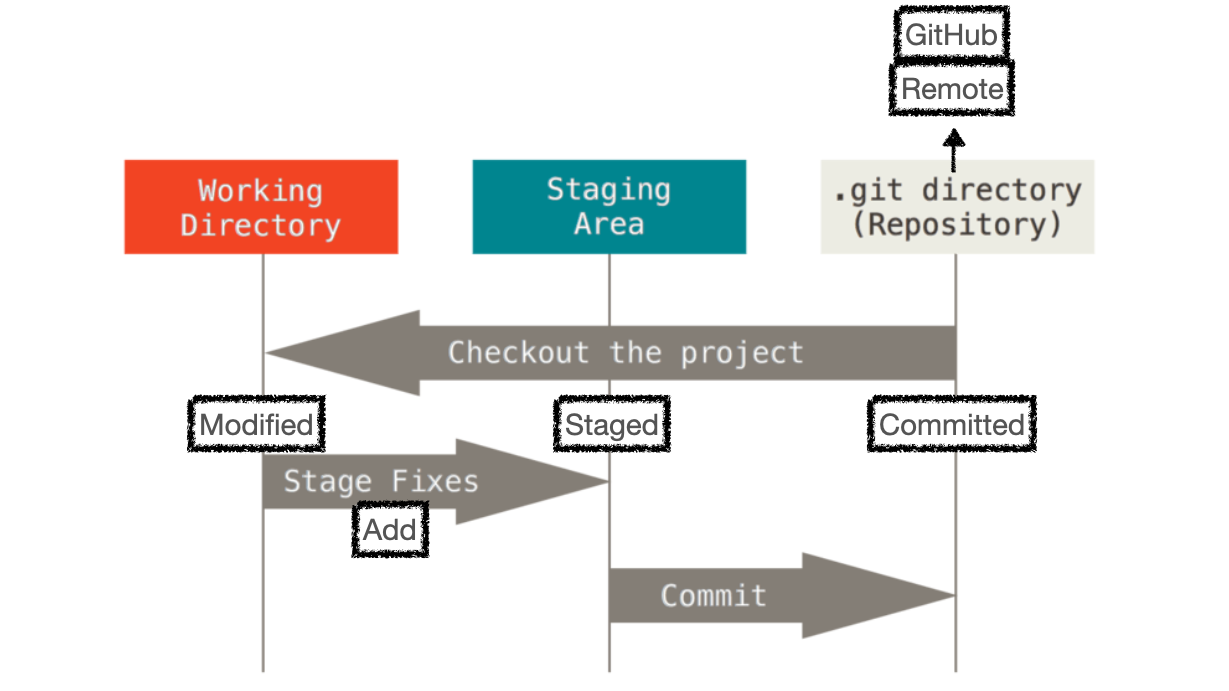 GitHub
Remote
Working
Directory
Staging
Area
.git directory
(Repository)
Checkout the project
Modified
Staged
Committed
Stage Fixes
Add
Commit